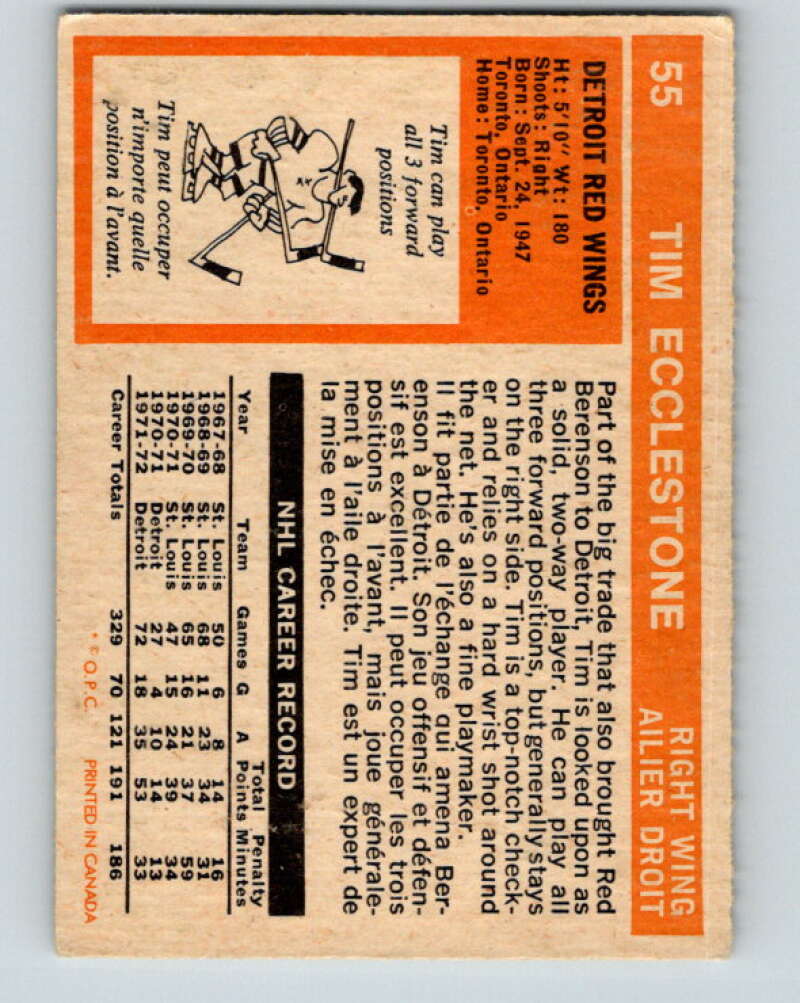 55
TIM ECCLESTONE
RIGHT WING
AILIER DROIT
DETROIT RED WINGS
Ht: 5'10" Wt: 180
Shoots: Right
Born: Sept. 24, 1947
Toronto, Ontario
Home: Toronto, Ontario
Tim can play
all 3 forward
positions
Tim peut occuper
n'importe quelle
position à l'avant.
Part of the big trade that also brought Red
Berenson to Detroit, Tim is looked upon as
a solid, two-way player. He can play all
three forward positions, but generally stays
on the right side. Tim is a top-notch check-
er and relies on a hard wrist shot around
the net. He's also a fine playmaker.
Il fit partie de l'échange qui amena Ber-
enson à Détroit. Son jeu offensif et défen-
sif est excellent. Il peut occuper les trois
positions à l'avant, mais joue générale-
ment à l'aile droite. Tim est un expert de
la mise en échec.
NHL CAREER RECORD
Total Penalty
Year Team Games G A Points Minutes
1967-68 St. Louis 50 6 8 14 16
1968-69 St. Louis 68 11 23 34 31
1969-70 St. Louis 65 16 21 37 59
1970-71 St. Louis 47 15 24 39 34
1970-71 Detroit 27 4 10 14 13
1971-72 Detroit 72 18 35 53 33
Career Totals 329 70 121 191 186
* © O.P.C. PRINTED IN CANADA